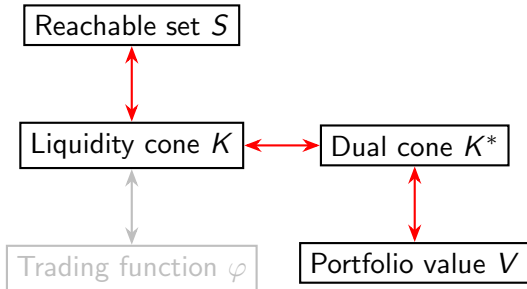 Reachable set S
Liquidity cone K
Dual cone K*
Trading function φ
Portfolio value V